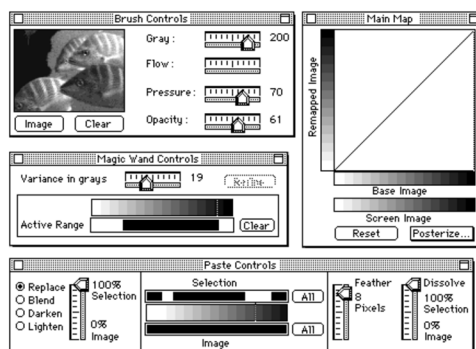 Brush Controls
Gray: 200
Flow:
Pressure: 70
Opacity: 61
Image Clear
Main Map
Remapped Image
Base Image
Screen Image
Reset Posterize...
Magic Wand Controls
Variance in grays 19 Refine
Active Range Clear
Paste Controls
Replace
Blend
Darken
Lighten
100%
Selection
0%
Image
Selection
All
All
Image
Feather
8
Pixels
Dissolve
100%
Selection
0%
Image